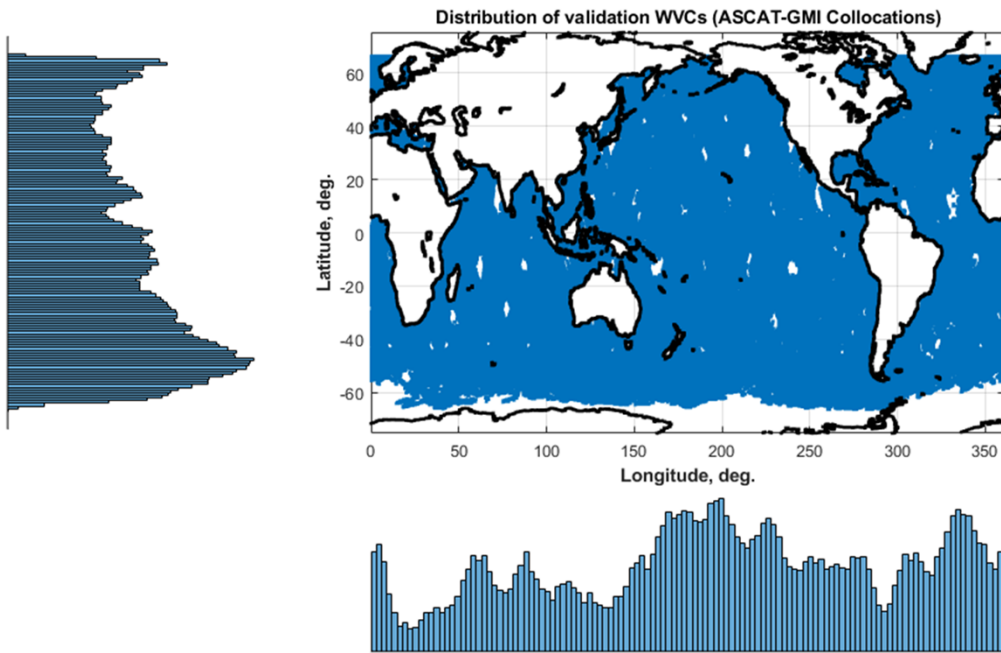 Distribution of validation WVCs (ASCAT-GMI Collocations)
Latitude, deg.
60
40
20
0
-20
-40
-60
0 50 100 150 200 250 300 350
Longitude, deg.